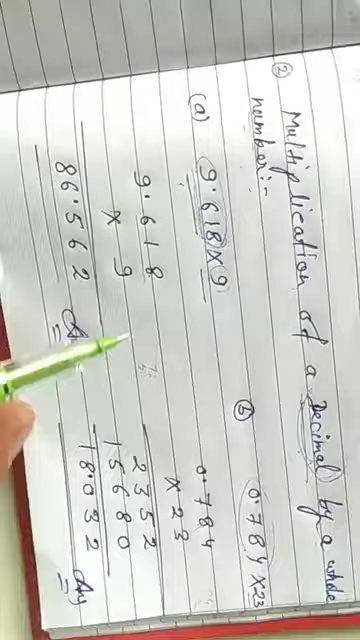 ② Multiplication of a Decimal by a whole
number:-
(a) 9.618 × 9
9.618
× 9
86.562 Ans
ⓑ 0.784 × 23
0.784
× 23
2352
15680
18.032 Ans